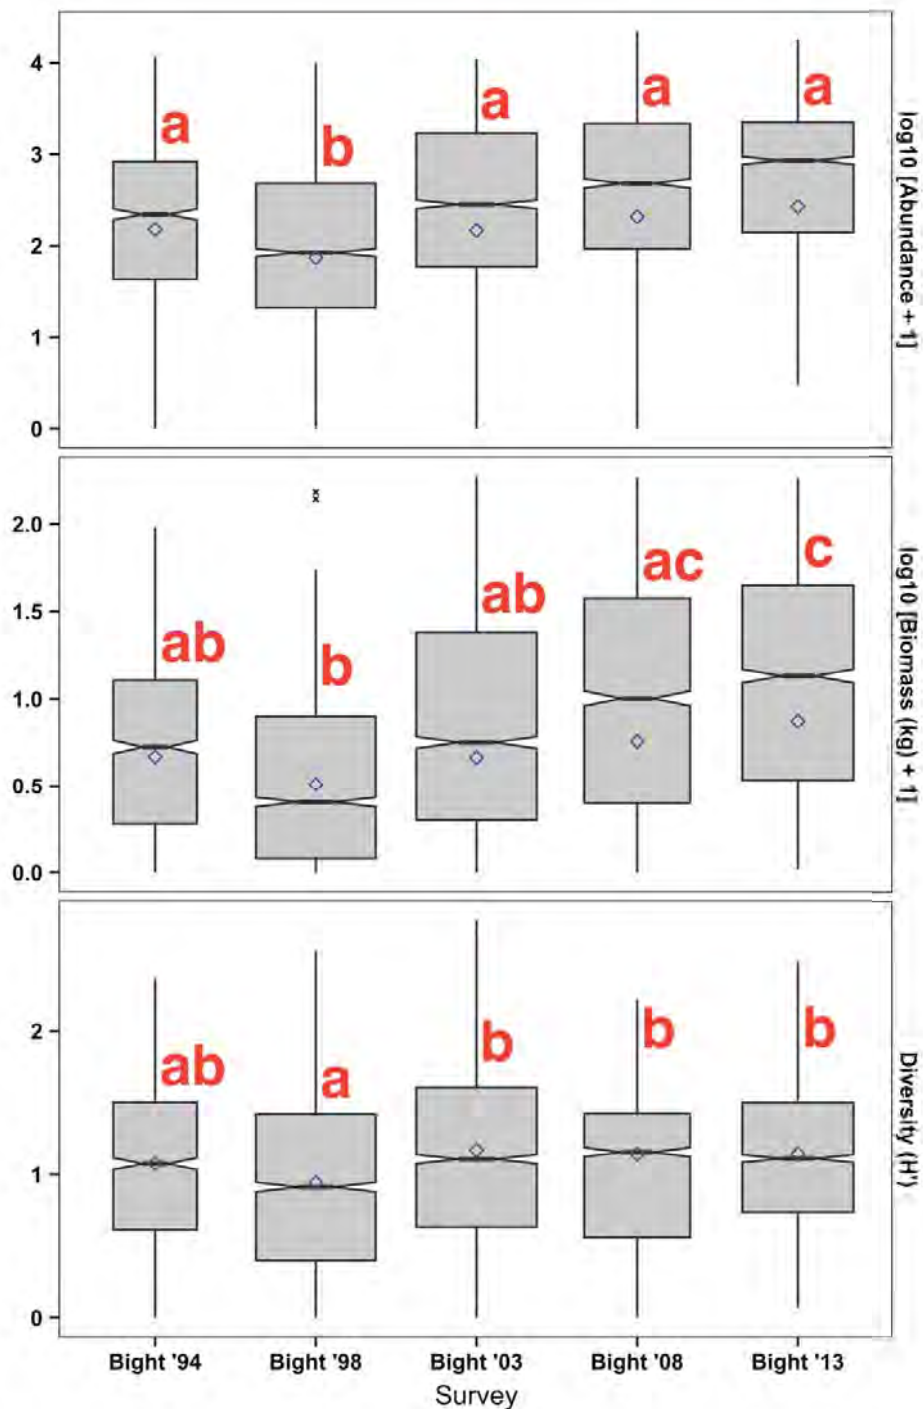 4
3
2
1
0
a
b
a
a
a
log10 [Abundance + 1]
2.0
1.5
1.0
0.5
0.0
ab
b
ab
ac
c
log10 [Biomass (kg) + 1]
2
1
0
ab
a
b
b
b
Diversity (H')
Bight '94 Bight '98 Bight '03 Bight '08 Bight '13
Survey